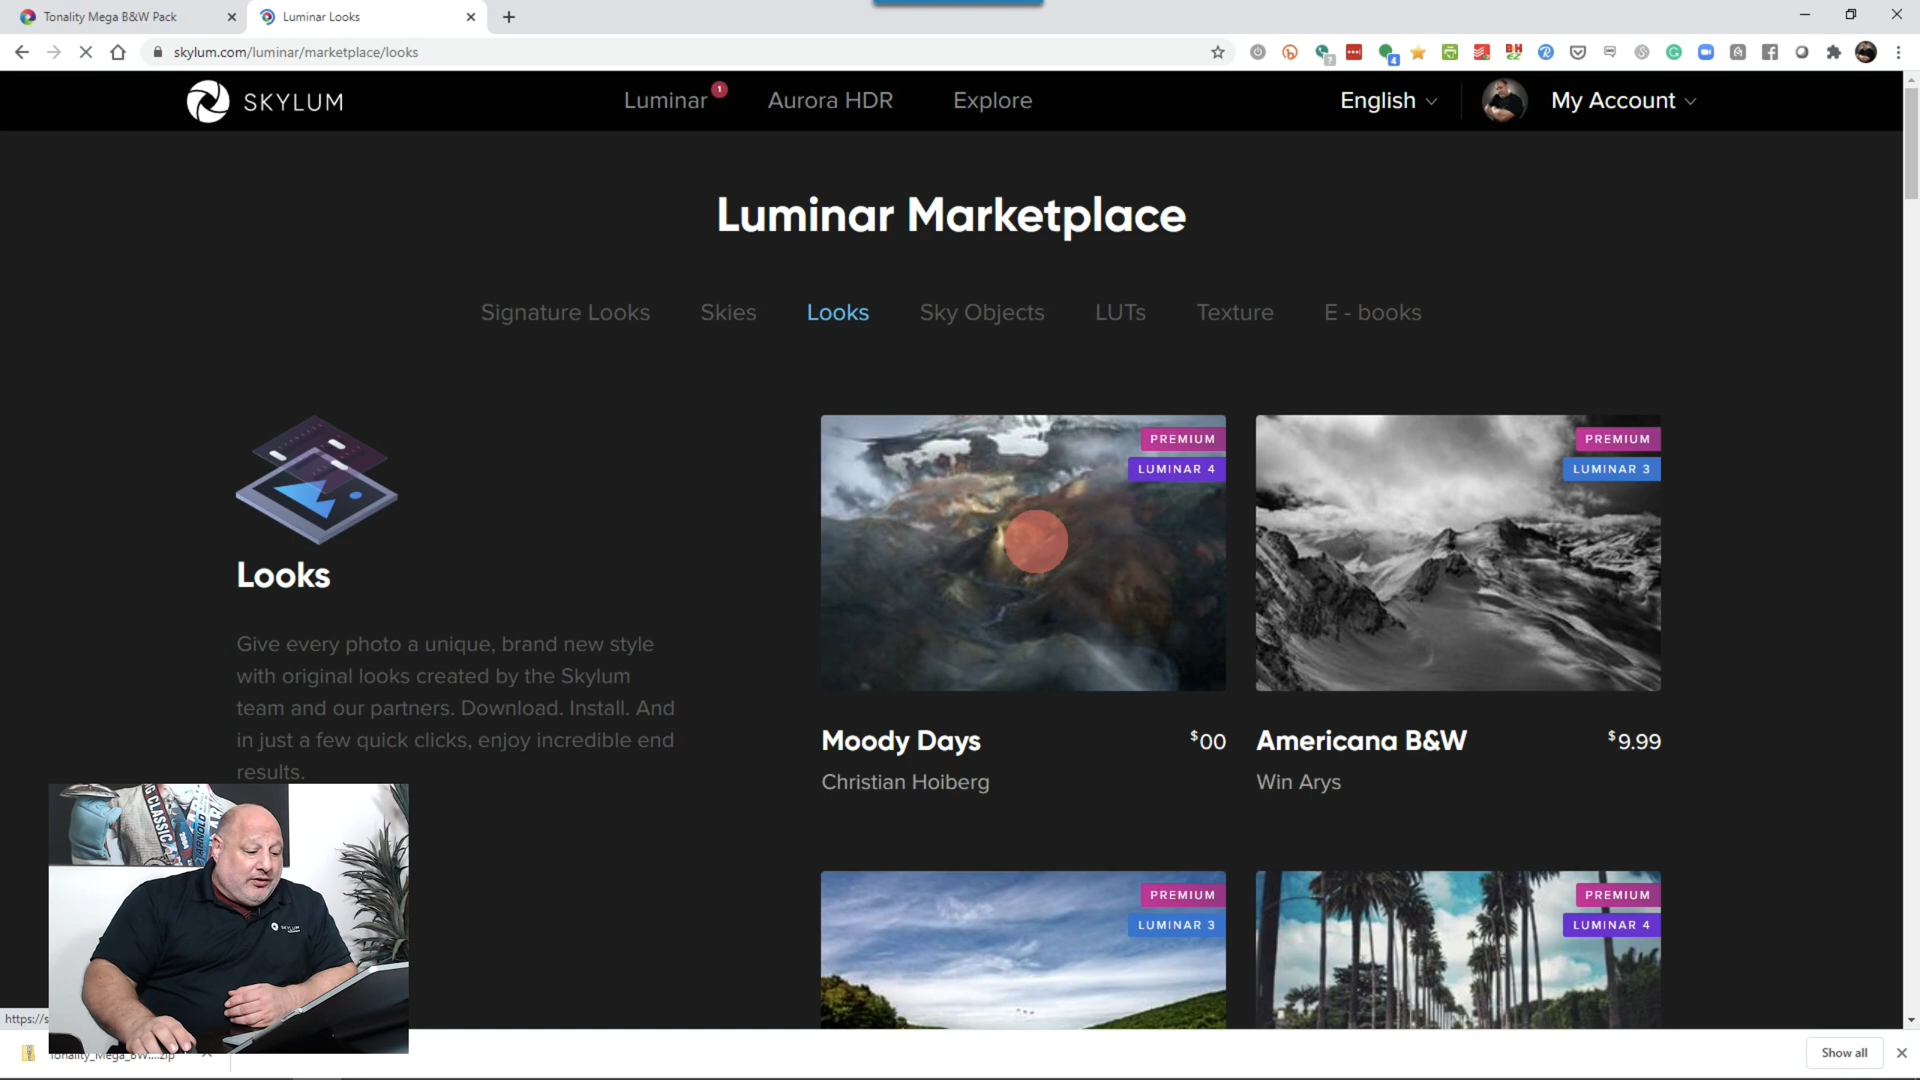 Tonality Mega B&W Pack
Luminar Looks
skylum.com/luminar/marketplace/looks
SKYLUM
Luminar 1
Aurora HDR
Explore
English
My Account
Luminar Marketplace
Signature Looks
Skies
Looks
Sky Objects
LUTs
Texture
E - books
Looks
Give every photo a unique, brand new style
with original looks created by the Skylum
team and our partners. Download. Install. And
in just a few quick clicks, enjoy incredible end
results.
PREMIUM
LUMINAR 4
Moody Days
$00
Christian Hoiberg
PREMIUM
LUMINAR 3
Americana B&W
$9.99
Win Arys
PREMIUM
LUMINAR 3
PREMIUM
LUMINAR 4
https://s
Tonality_Mega_BW....zip
Show all